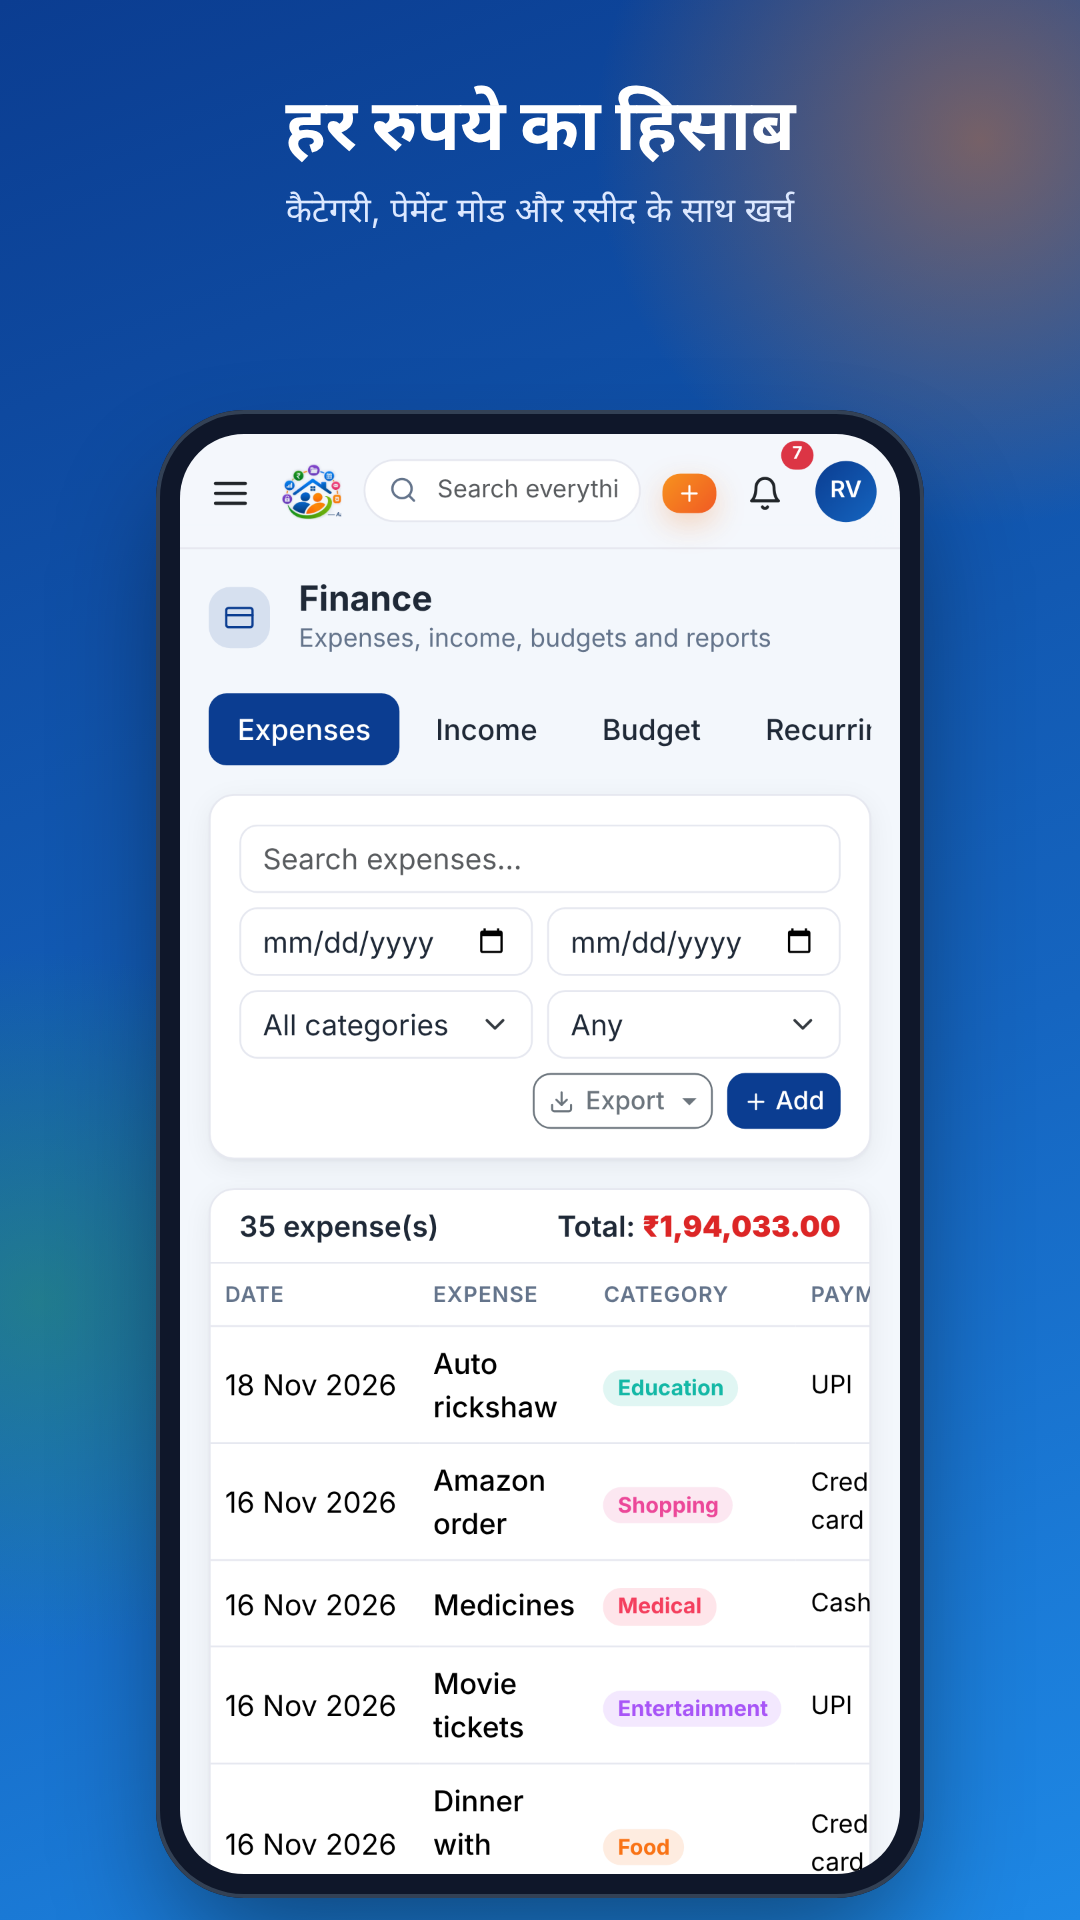 हर रुपये का हिसाब
कैटेगरी, पेमेंट मोड और रसीद के साथ खर्च
7
Search everythi
+
RV
Finance
Expenses, income, budgets and reports
Expenses Income Budget Recurrin
Search expenses...
mm/dd/yyyy mm/dd/yyyy
All categories Any
Export + Add
35 expense(s) Total: ₹1,94,033.00
DATE EXPENSE CATEGORY PAYM
18 Nov 2026 Auto rickshaw Education UPI
16 Nov 2026 Amazon order Shopping Cred card
16 Nov 2026 Medicines Medical Cash
16 Nov 2026 Movie tickets Entertainment UPI
16 Nov 2026 Dinner with Food Cred card